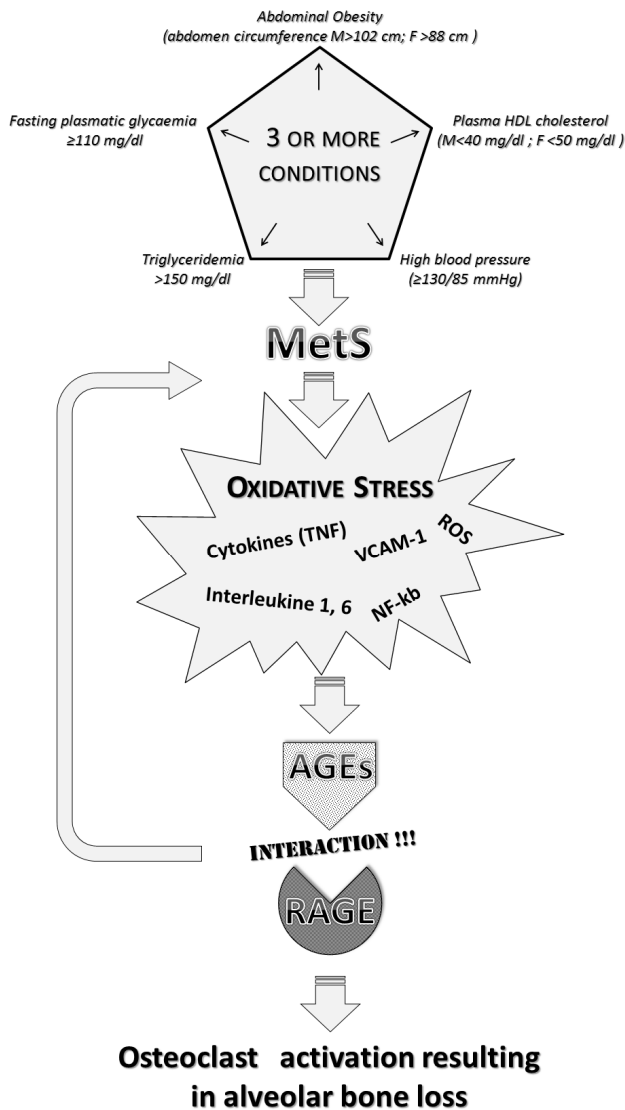 Abdominal Obesity
(abdomen circumference M>102 cm; F >88 cm )
Fasting plasmatic glycaemia
≥110 mg/dl
Plasma HDL cholesterol
(M<40 mg/dl ; F <50 mg/dl )
3 OR MORE
CONDITIONS
Triglyceridemia
>150 mg/dl
High blood pressure
(≥130/85 mmHg)
MetS
OXIDATIVE STRESS
Cytokines (TNF)
VCAM-1
ROS
Interleukine 1, 6
NF-kb
AGEs
INTERACTION !!!
RAGE
Osteoclast activation resulting
in alveolar bone loss